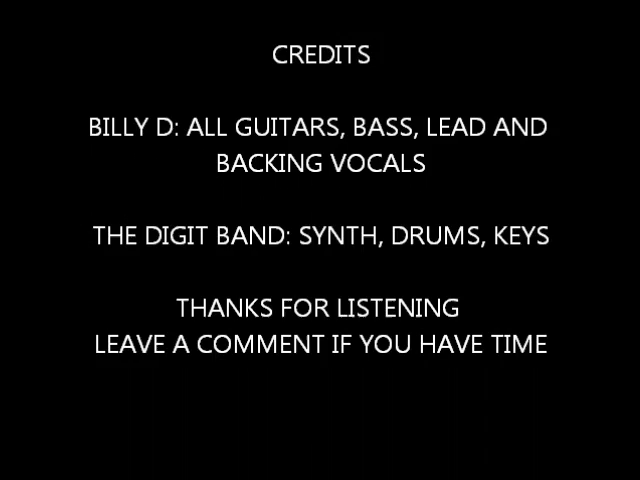 CREDITS
BILLY D: ALL GUITARS, BASS, LEAD AND
BACKING VOCALS
THE DIGIT BAND: SYNTH, DRUMS, KEYS
THANKS FOR LISTENING
LEAVE A COMMENT IF YOU HAVE TIME